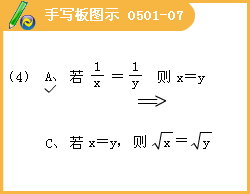 手写板图示 0501-07
(4) A、若 1/x = 1/y 则 x=y
C、若 x=y, 则 √x = √y